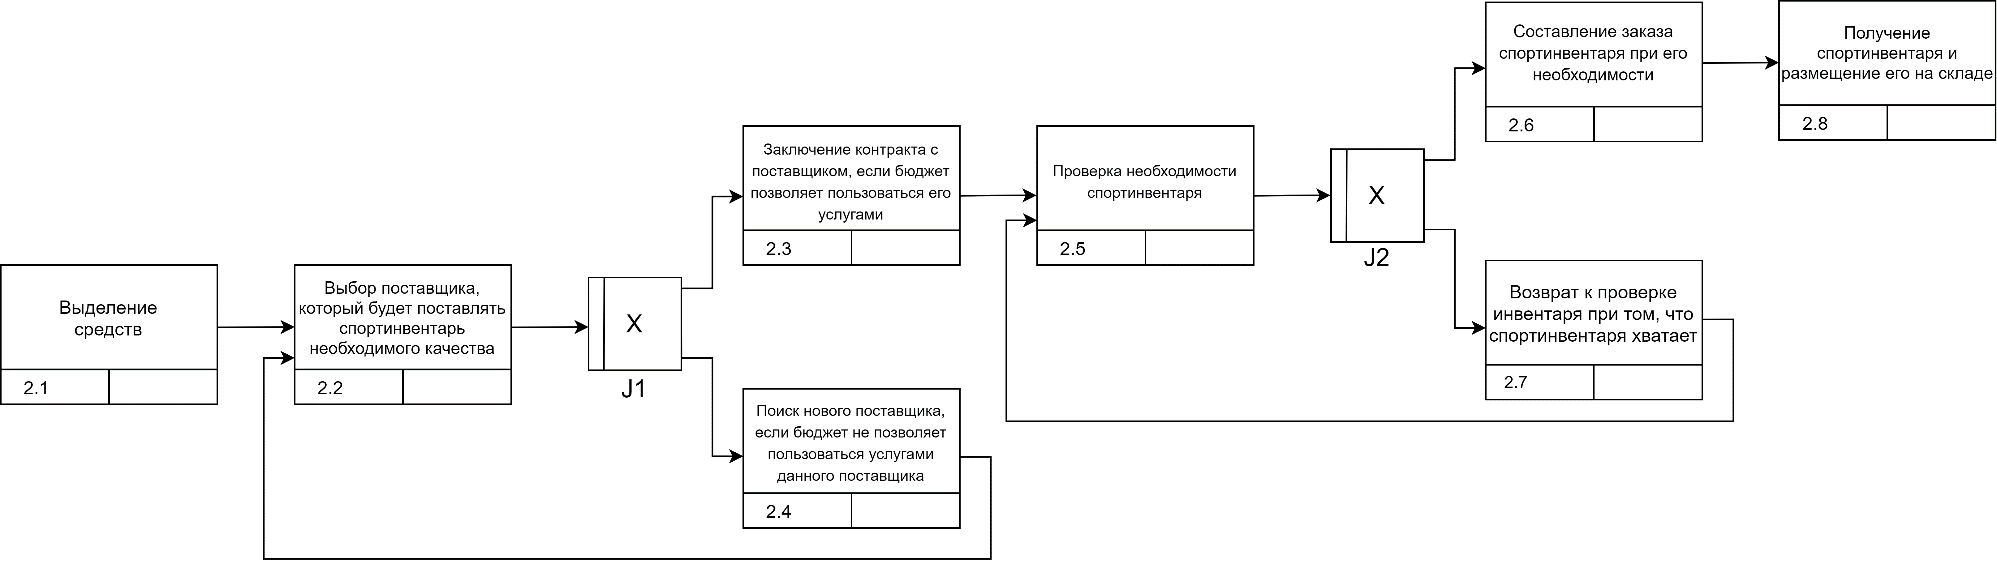 Выделение
средств
2.1
Выбор поставщика,
который будет поставлять
спортинвентарь
необходимого качества
2.2
X
J1
Заключение контракта с
поставщиком, если бюджет
позволяет пользоваться его
услугами
2.3
Поиск нового поставщика,
если бюджет не позволяет
пользоваться услугами
данного поставщика
2.4
Проверка необходимости
спортинвентаря
2.5
X
J2
Составление заказа
спортинвентаря при его
необходимости
2.6
Возврат к проверке
инвентаря при том, что
спортинвентаря хватает
2.7
Получение
спортинвентаря и
размещение его на складе
2.8